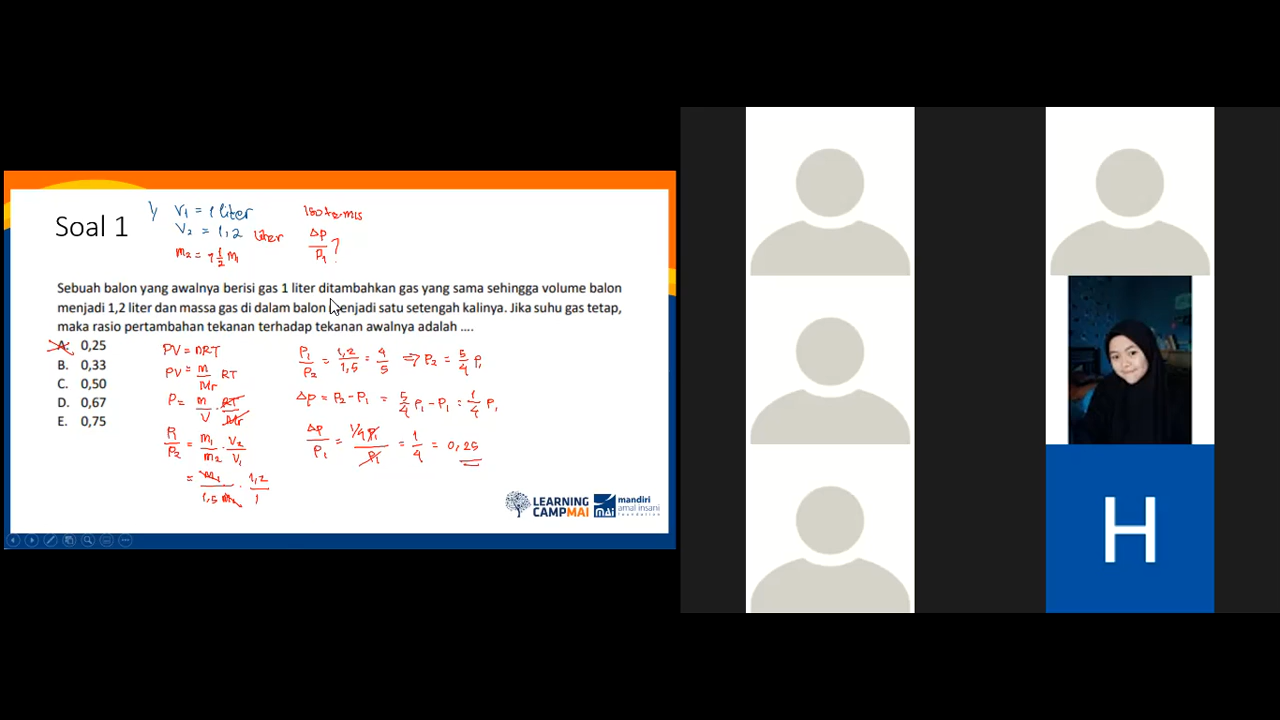 Soal 1
1/ V1 = 1 liter
V2 = 1,2 liter
m2 = 1 1/2 m1
Isotermis
Δp/P1 ?
Sebuah balon yang awalnya berisi gas 1 liter ditambahkan gas yang sama sehingga volume balon
menjadi 1,2 liter dan massa gas di dalam balon menjadi satu setengah kalinya. Jika suhu gas tetap,
maka rasio pertambahan tekanan terhadap tekanan awalnya adalah ....
A. 0,25
B. 0,33
C. 0,50
D. 0,67
E. 0,75
PV = nRT
PV = m/Mr RT
P = m/V . RT/Mr
P1/P2 = m1/m2 . V2/V1
= m1/1,5 m1 . 1,2/1
P1/P2 = 1,2/1,5 = 4/5 => P2 = 5/4 P1
Δp = P2 - P1 = 5/4 P1 - P1 = 1/4 P1
Δp/P1 = 1/4 P1/P1 = 1/4 = 0,25
LEARNING
CAMPMAI
MAI
mandiri
amal insani
foundation
H